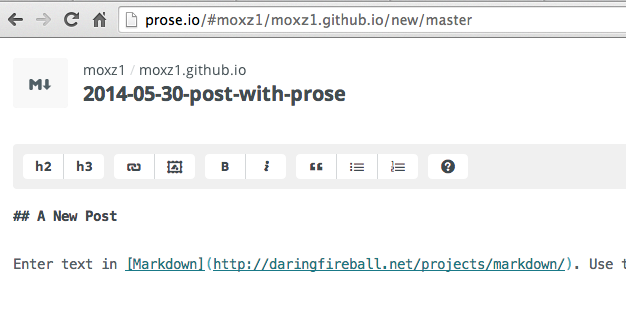 prose.io/#moxz1/moxz1.github.io/new/master
M↓
moxz1 / moxz1.github.io
2014-05-30-post-with-prose
h2 h3 B i ?
## A New Post
Enter text in [Markdown](http://daringfireball.net/projects/markdown/). Use